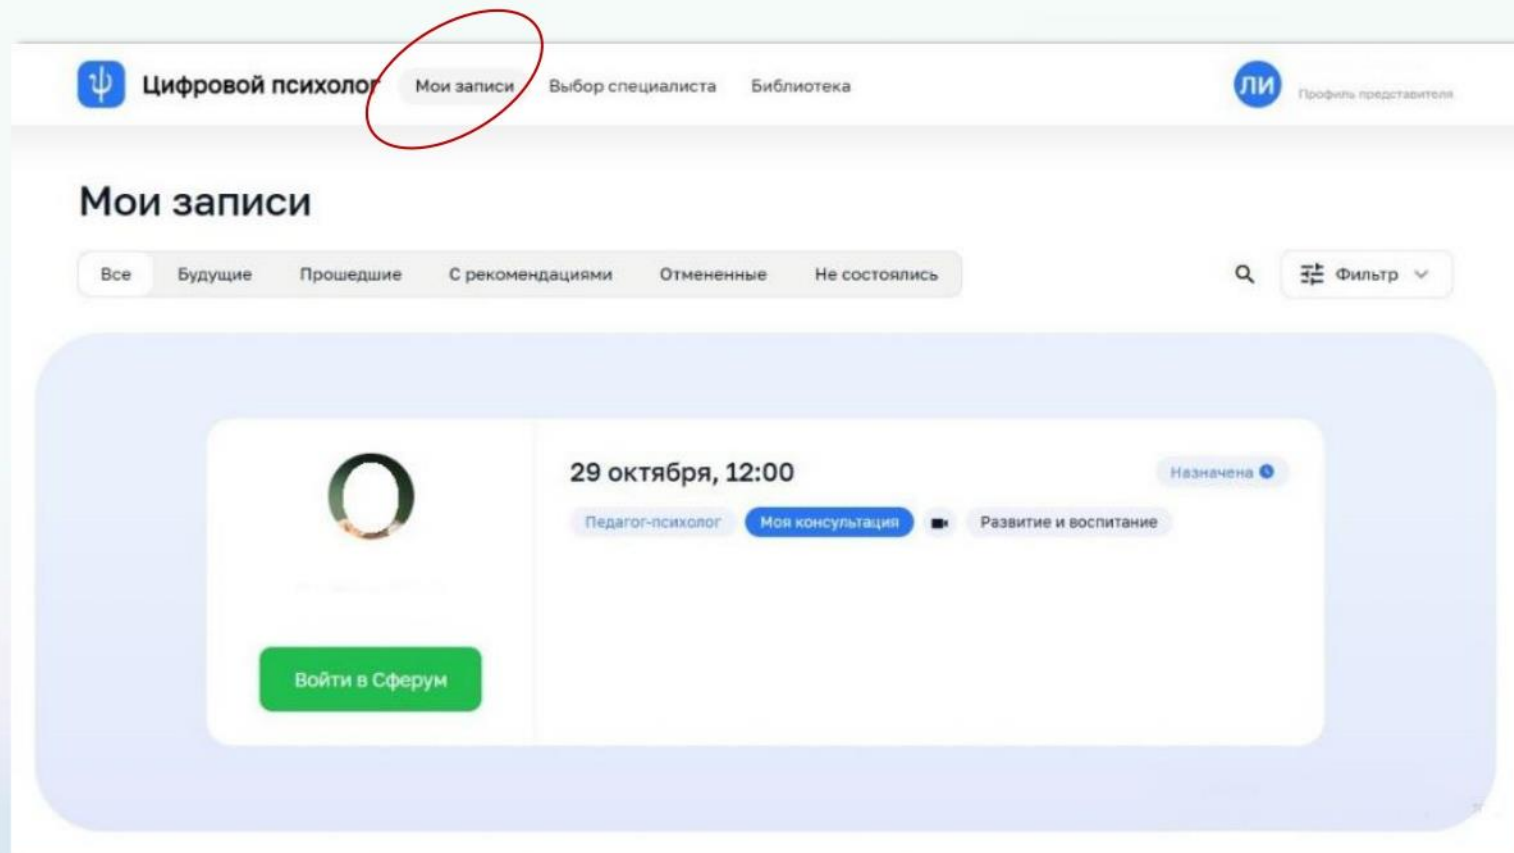 Цифровой психолог Мои записи Выбор специалиста Библиотека ЛИ Профиль представителя
Мои записи
Все Будущие Прошедшие С рекомендациями Отмененные Не состоялись Фильтр
29 октября, 12:00 Назначена
Педагог-психолог Моя консультация Развитие и воспитание
Войти в Сферум